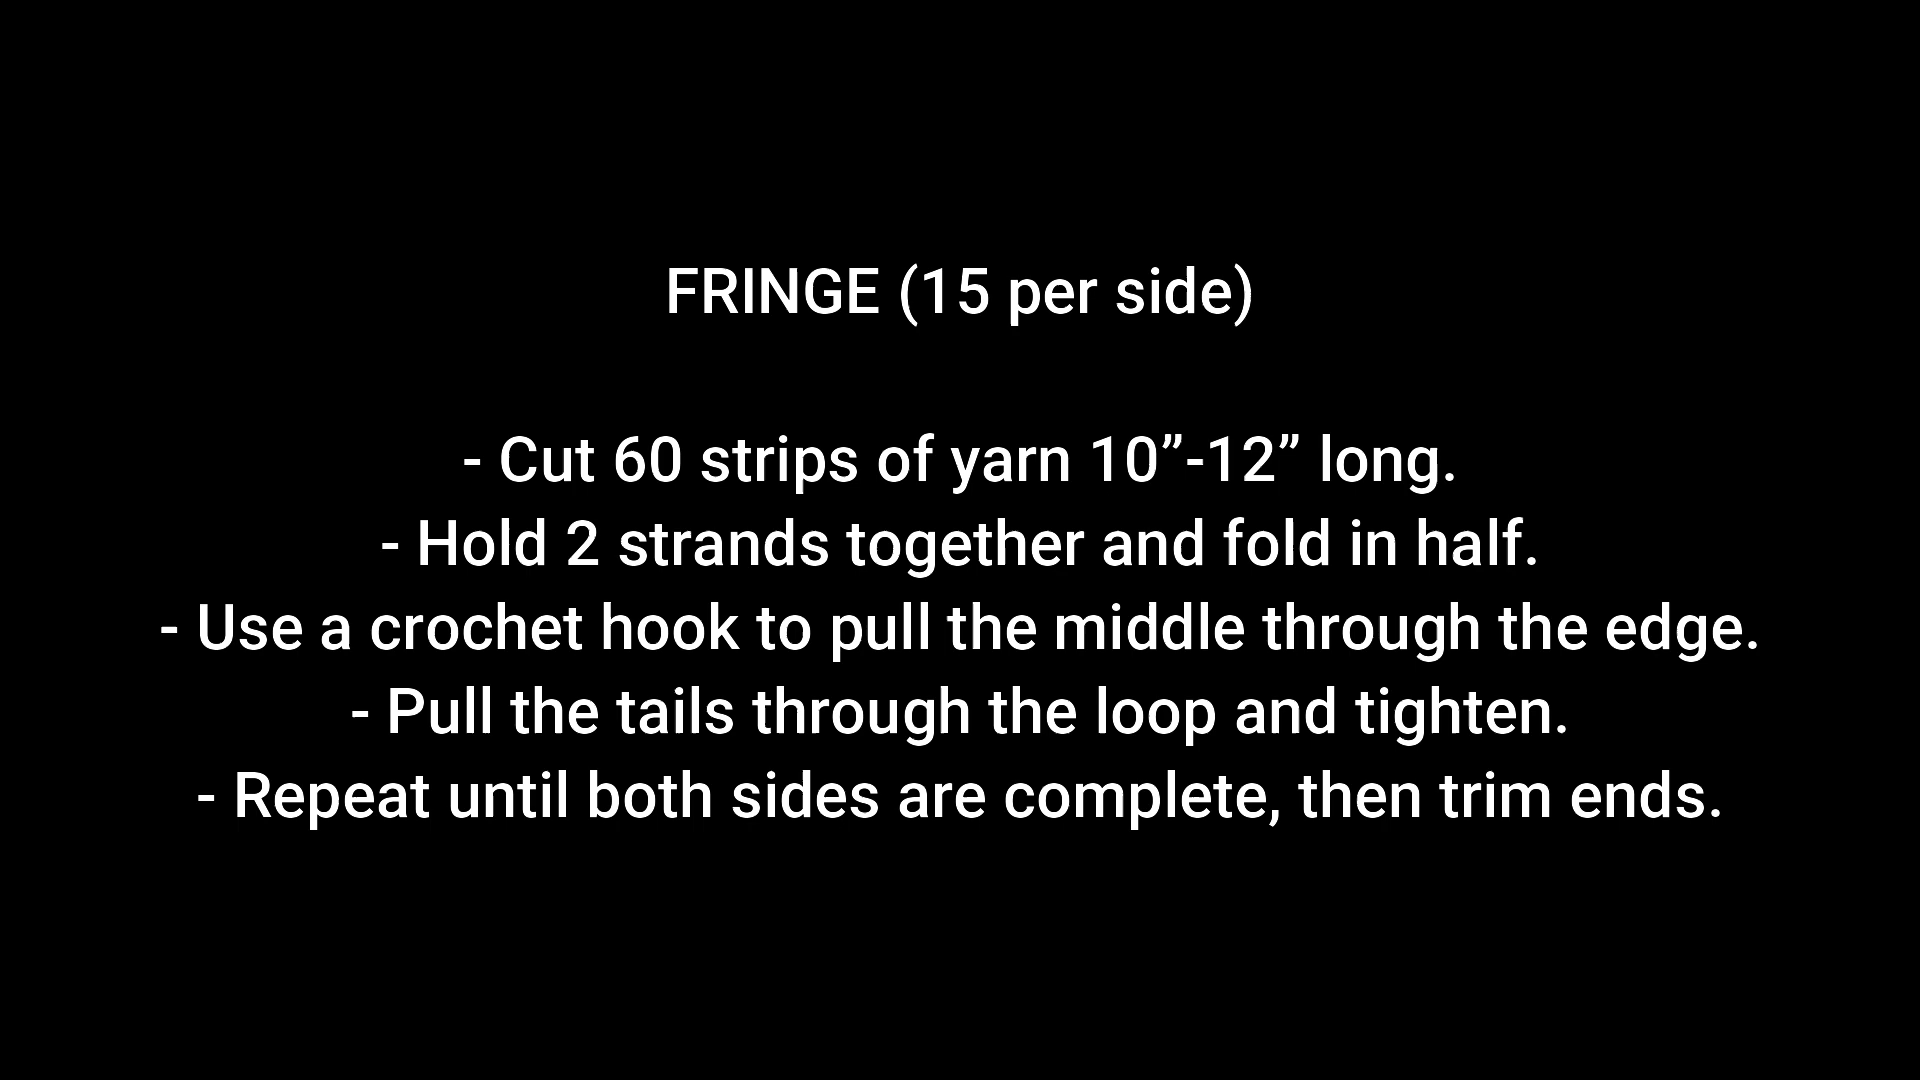 FRINGE (15 per side)
- Cut 60 strips of yarn 10”-12” long.
- Hold 2 strands together and fold in half.
- Use a crochet hook to pull the middle through the edge.
- Pull the tails through the loop and tighten.
- Repeat until both sides are complete, then trim ends.